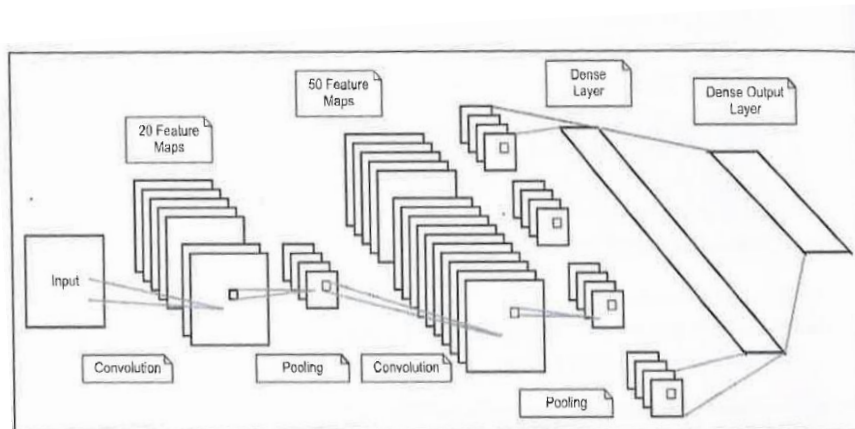 50 Feature
Maps
Dense
Layer
Dense Output
Layer
20 Feature
Maps
Input
Convolution
Pooling
Convolution
Pooling